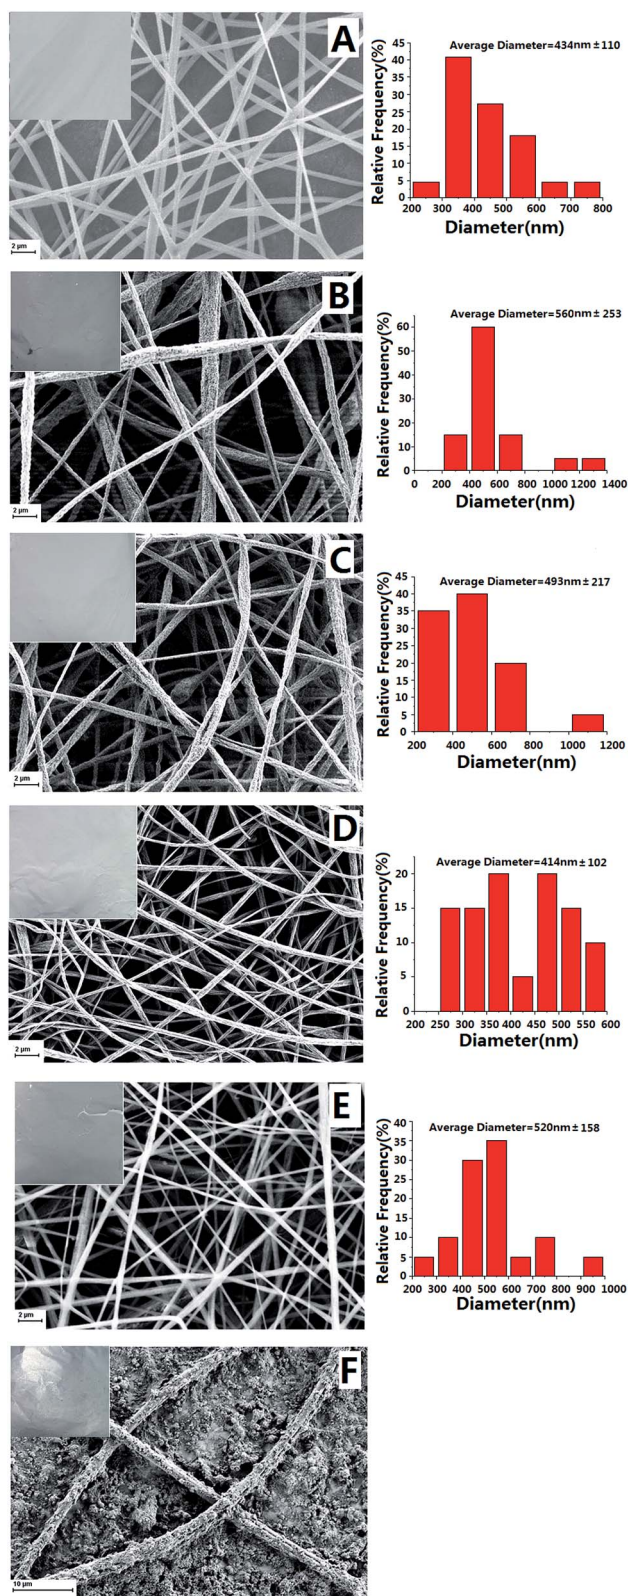 A
2 µm
Average Diameter=434nm±110
Relative Frequency(%)
45
40
35
30
25
20
15
10
5
0
200 300 400 500 600 700 800
Diameter(nm)
B
2 µm
Average Diameter=560nm±253
Relative Frequency(%)
60
50
40
30
20
10
0
0 200 400 600 800 1000 1200 1400
Diameter(nm)
C
2 µm
Average Diameter=493nm±217
Relative Frequency(%)
45
40
35
30
25
20
15
10
5
0
200 400 600 800 1000 1200
Diameter(nm)
D
2 µm
Average Diameter=414nm±102
Relative Frequency(%)
20
15
10
5
0
200 250 300 350 400 450 500 550 600
Diameter(nm)
E
2 µm
Average Diameter=520nm±158
Relative Frequency(%)
40
35
30
25
20
15
10
5
0
200 300 400 500 600 700 800 900 1000
Diameter(nm)
F
10 µm